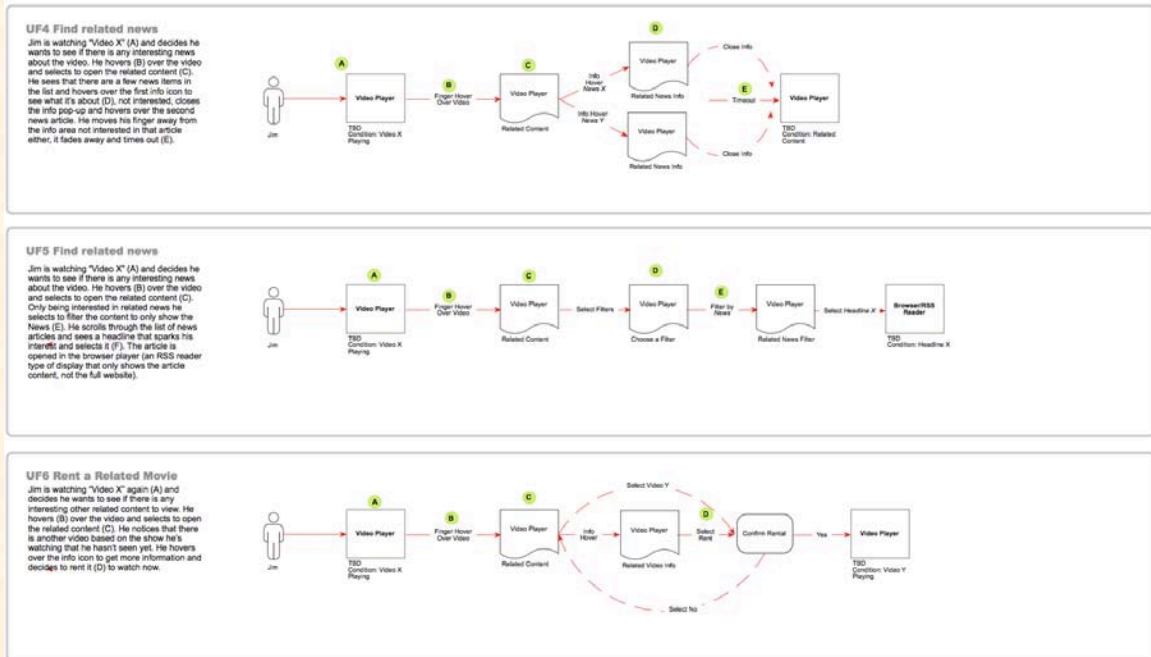 UF4 Find related news
Jim is watching "Video X" (A) and decides he
wants to see if there is any interesting news
about the video. He hovers (B) over the video
and selects to open the related content (C).
He sees that there are a few news items in
the list and hovers over the first info icon to
see what it's about (D), not interested, closes
the info pop-up and hovers over the second
news article. He moves his finger away from
the info area not interested in that article
either, it fades away and times out (E).
Jim
A
Video Player
TBD
Condition: Video X
Playing
B
Finger Hover
Over Video
C
Video Player
Related Content
Info
Hover
News X
Info Hover
News Y
D
Video Player
Related News Info
Video Player
Related News Info
Close Info
E
Timeout
Close Info
Video Player
TBD
Condition: Related
Content
UF5 Find related news
Jim is watching "Video X" (A) and decides he
wants to see if there is any interesting news
about the video. He hovers (B) over the video
and selects to open the related content (C).
Only being interested in related news he
selects to filter the content to only show the
News (E). He scrolls through the list of news
articles and sees a headline that sparks his
interest and selects it (F). The article is
opened in the browser player (an RSS reader
type of display that only shows the article
content, not the full website).
Jim
A
Video Player
TBD
Condition: Video X
Playing
B
Finger Hover
Over Video
C
Video Player
Related Content
Select Filters
D
Video Player
Choose a Filter
E
Filter by
News
Video Player
Related News Filter
Select Headline X
Browser/RSS
Reader
TBD
Condition: Headline X
UF6 Rent a Related Movie
Jim is watching "Video X" again (A) and
decides he wants to see if there is any
interesting other related content to view. He
hovers (B) over the video and selects to open
the related content (C). He notices that there
is another video based on the show he's
watching that he hasn't seen yet. He hovers
over the info icon to get more information and
decides to rent it (D) to watch now.
Jim
A
Video Player
TBD
Condition: Video X
Playing
B
Finger Hover
Over Video
C
Video Player
Related Content
Select Video Y
Info
Hover
Video Player
Related Video Info
D
Select
Rent
Confirm Rental
Select No
Yes
Video Player
TBD
Condition: Video Y
Playing